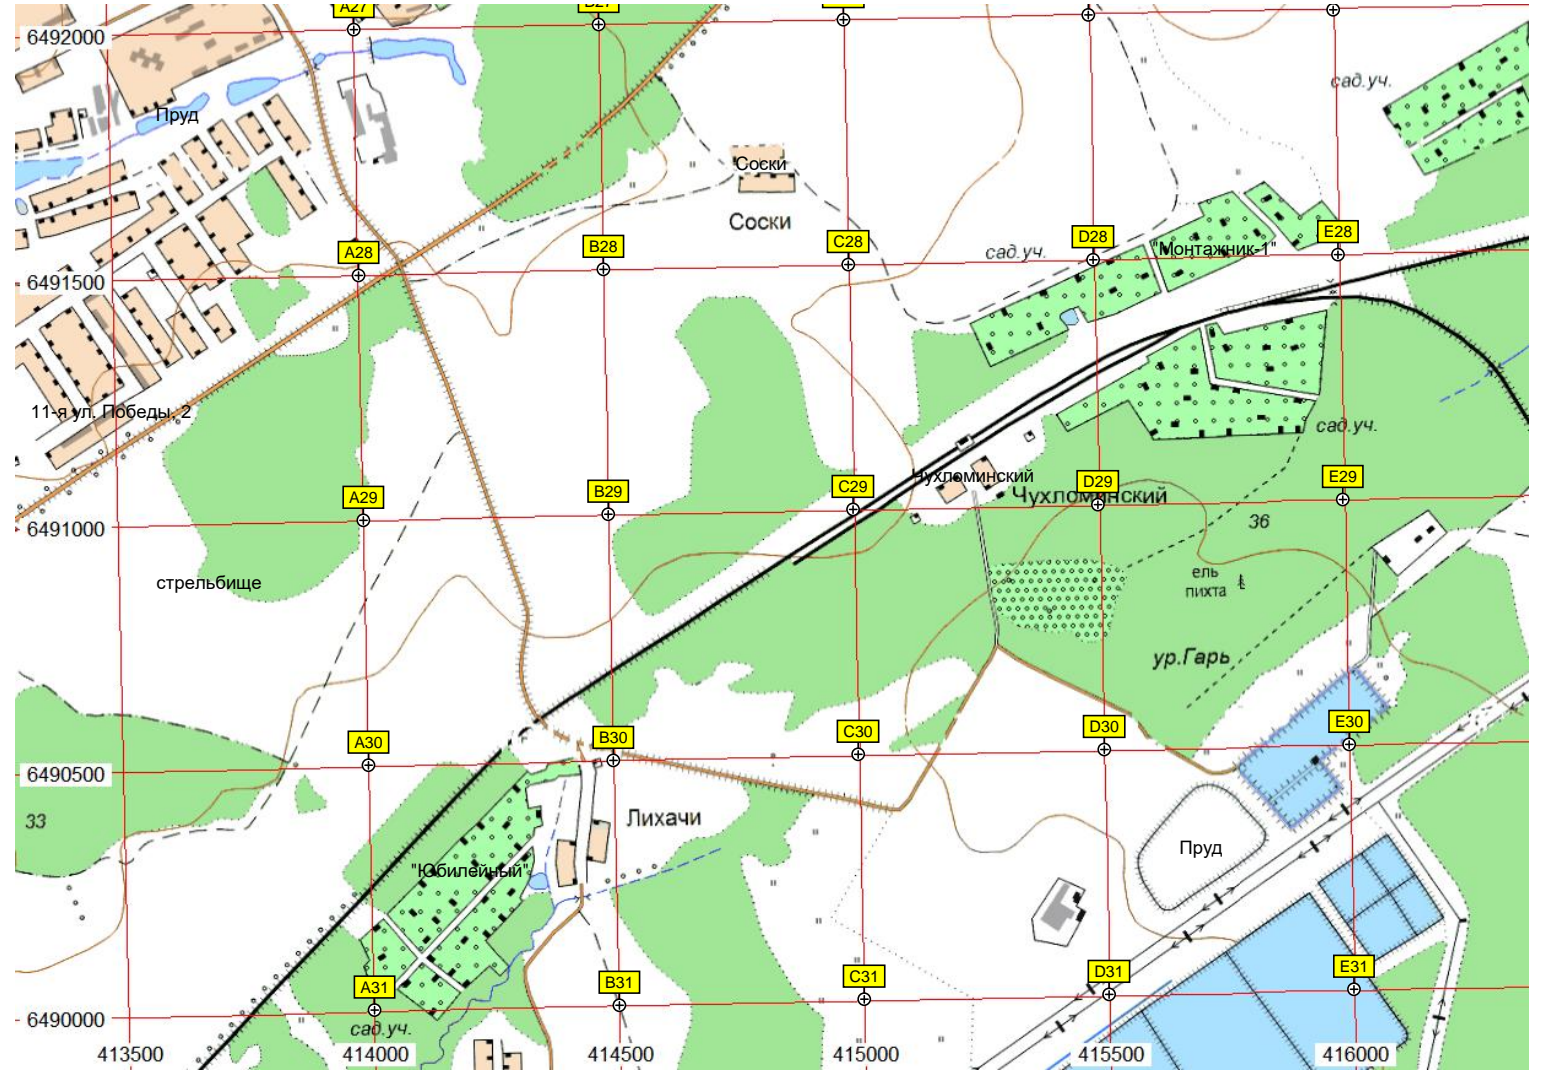 A27
6492000
сад.уч.
Пруд
Соски
Соски
A28
B28
C28
сад.уч.
D28
"Монтажник-1"
E28
6491500
11-я ул. Победы, 2
сад.уч.
A29
B29
C29
Чухломинский
Чухломинский
D29
E29
36
6491000
стрельбище
ель
пихта
ур.Гарь
A30
B30
C30
D30
E30
6490500
33
Лихачи
"Юбилейный"
Пруд
A31
B31
C31
D31
E31
6490000
сад.уч.
413500
414000
414500
415000
415500
416000